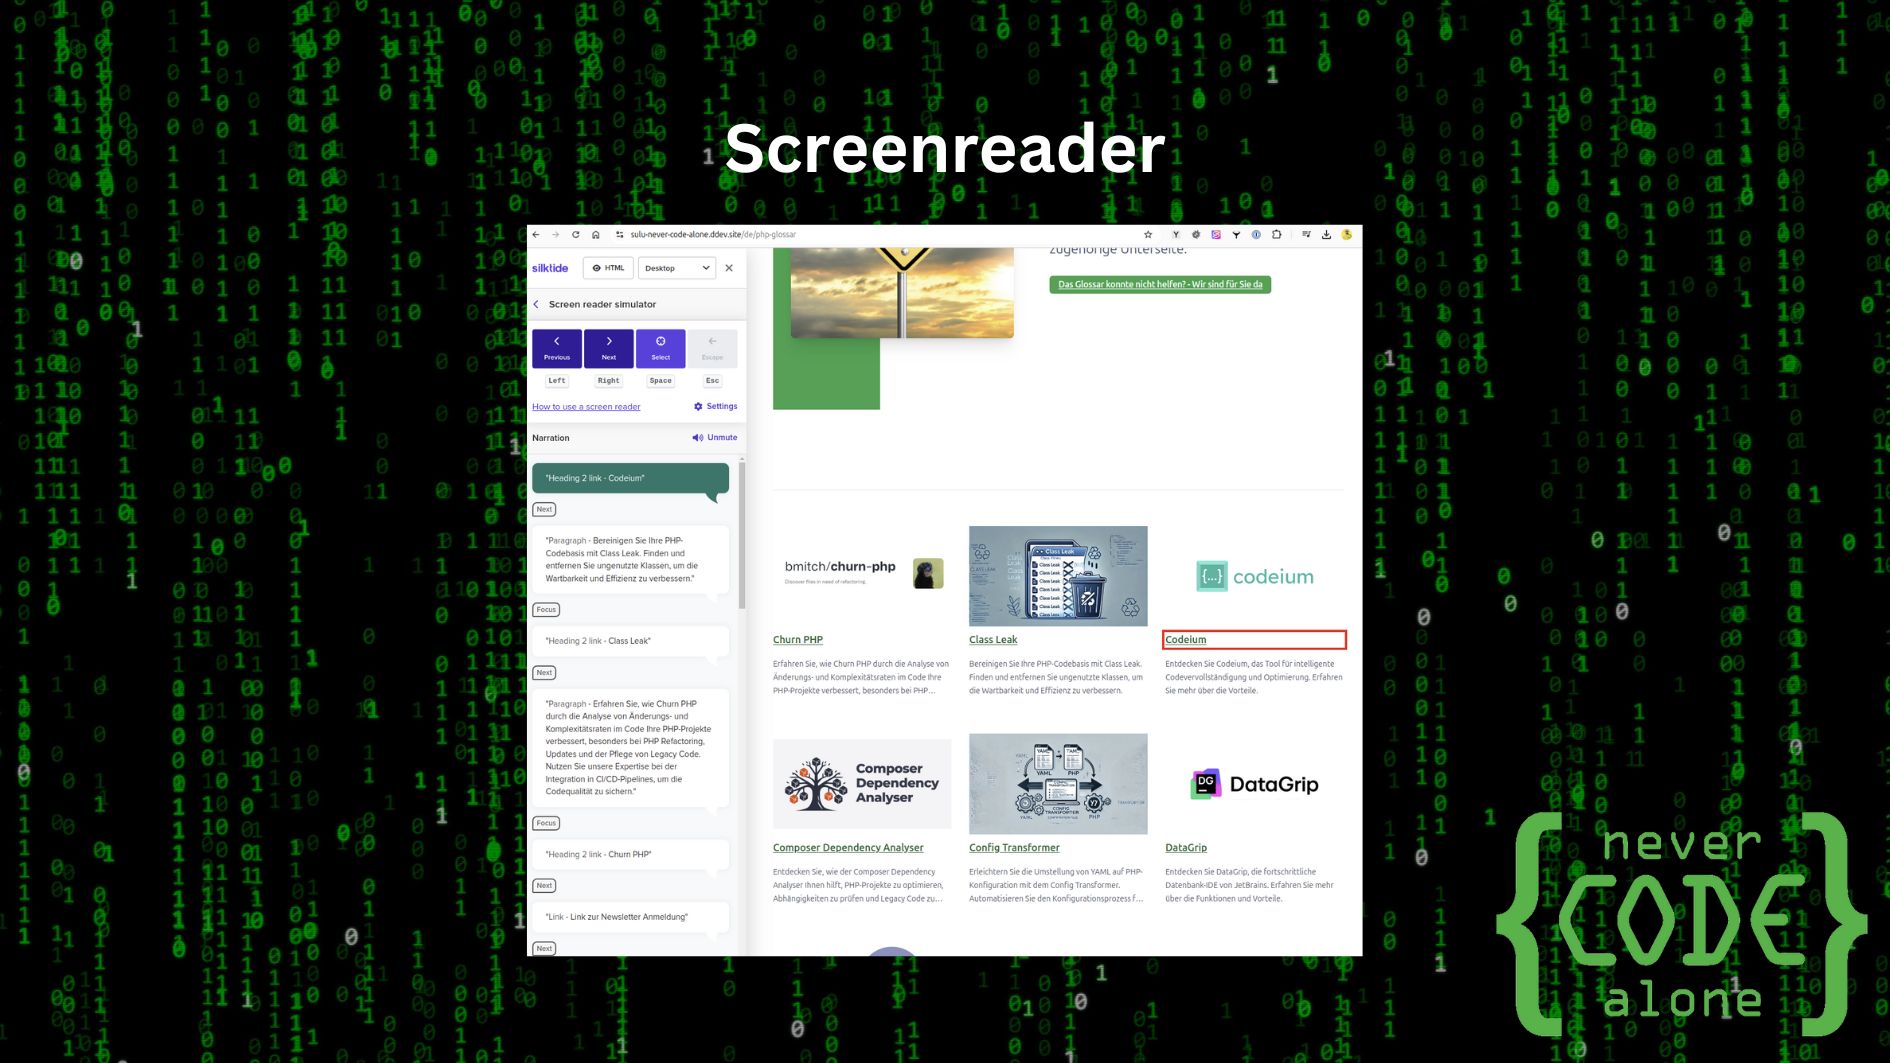 Screenreader
sulu-never-code-alone.ddev.site/de/php-glossar
silktide
HTML
Desktop
Screen reader simulator
Previous
Next
Select
Escape
Left
Right
Space
Esc
How to use a screen reader
Settings
Narration
Unmute
"Heading 2 link - Codeium"
Next
"Paragraph - Bereinigen Sie Ihre PHP-
Codebasis mit Class Leak. Finden und
entfernen Sie ungenutzte Klassen, um die
Wartbarkeit und Effizienz zu verbessern."
Focus
"Heading 2 link - Class Leak"
Next
"Paragraph - Erfahren Sie, wie Churn PHP
durch die Analyse von Änderungs- und
Komplexitätsraten im Code Ihre PHP-Projekte
verbessert, besonders bei PHP Refactoring,
Updates und der Pflege von Legacy Code.
Nutzen Sie unsere Expertise bei der
Integration in CI/CD-Pipelines, um die
Codequalität zu sichern."
Focus
"Heading 2 link - Churn PHP"
Next
"Link - Link zur Newsletter Anmeldung"
Next
zugehörige Unterseite.
Das Glossar konnte nicht helfen? - Wir sind für Sie da
bmitch/churn-php
Discover files in need of refactoring.
Churn PHP
Erfahren Sie, wie Churn PHP durch die Analyse von
Änderungs- und Komplexitätsraten im Code Ihre
PHP-Projekte verbessert, besonders bei PHP...
Class Leak
Class Leak
Bereinigen Sie Ihre PHP-Codebasis mit Class Leak.
Finden und entfernen Sie ungenutzte Klassen, um
die Wartbarkeit und Effizienz zu verbessern.
{...} codeium
Codeium
Entdecken Sie Codeium, das Tool für intelligente
Codevervollständigung und Optimierung. Erfahren
Sie mehr über die Vorteile.
Composer
Dependency
Analyser
Composer Dependency Analyser
Entdecken Sie, wie der Composer Dependency
Analyser Ihnen hilft, PHP-Projekte zu optimieren,
Abhängigkeiten zu prüfen und Legacy Code zu...
YAML
PHP
Config Transformer
Erleichtern Sie die Umstellung von YAML auf PHP-
Konfiguration mit dem Config Transformer.
Automatisieren Sie den Konfigurationsprozess f...
DG DataGrip
DataGrip
Entdecken Sie DataGrip, die fortschrittliche
Datenbank-IDE von JetBrains. Erfahren Sie mehr
über die Funktionen und Vorteile.
never
CODE
alone